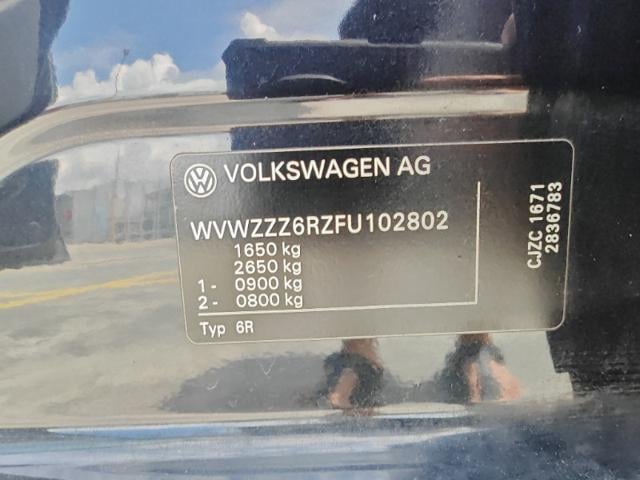 VOLKSWAGEN AG
WVWZZZ6RZFU102802
1650 kg
2650 kg
1- 0900 kg
2- 0800 kg
Typ 6R
CJZC 1671
2836783